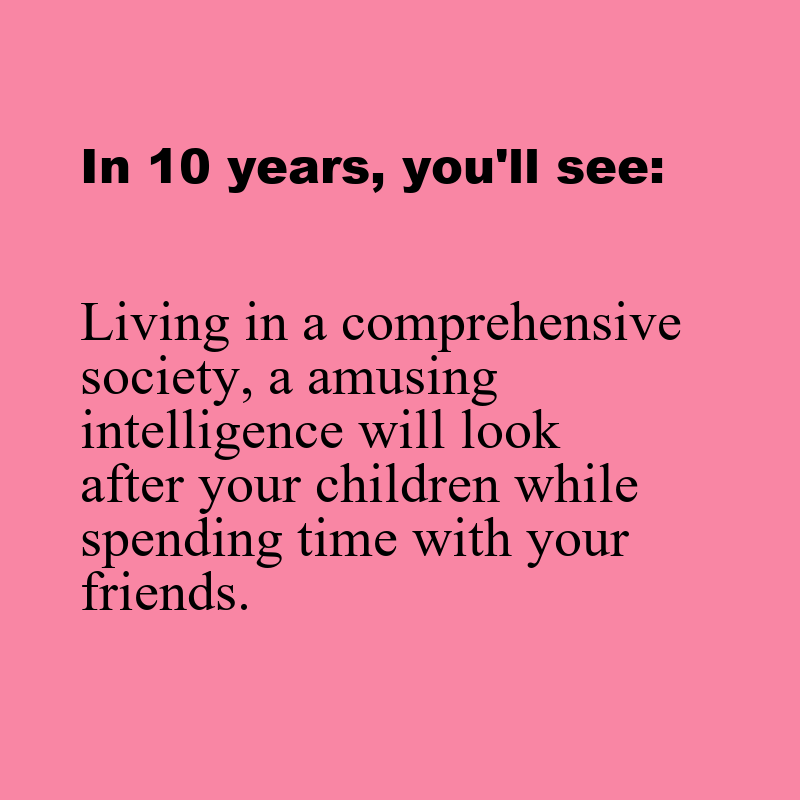 In 10 years, you'll see:
Living in a comprehensive
society, a amusing
intelligence will look
after your children while
spending time with your
friends.